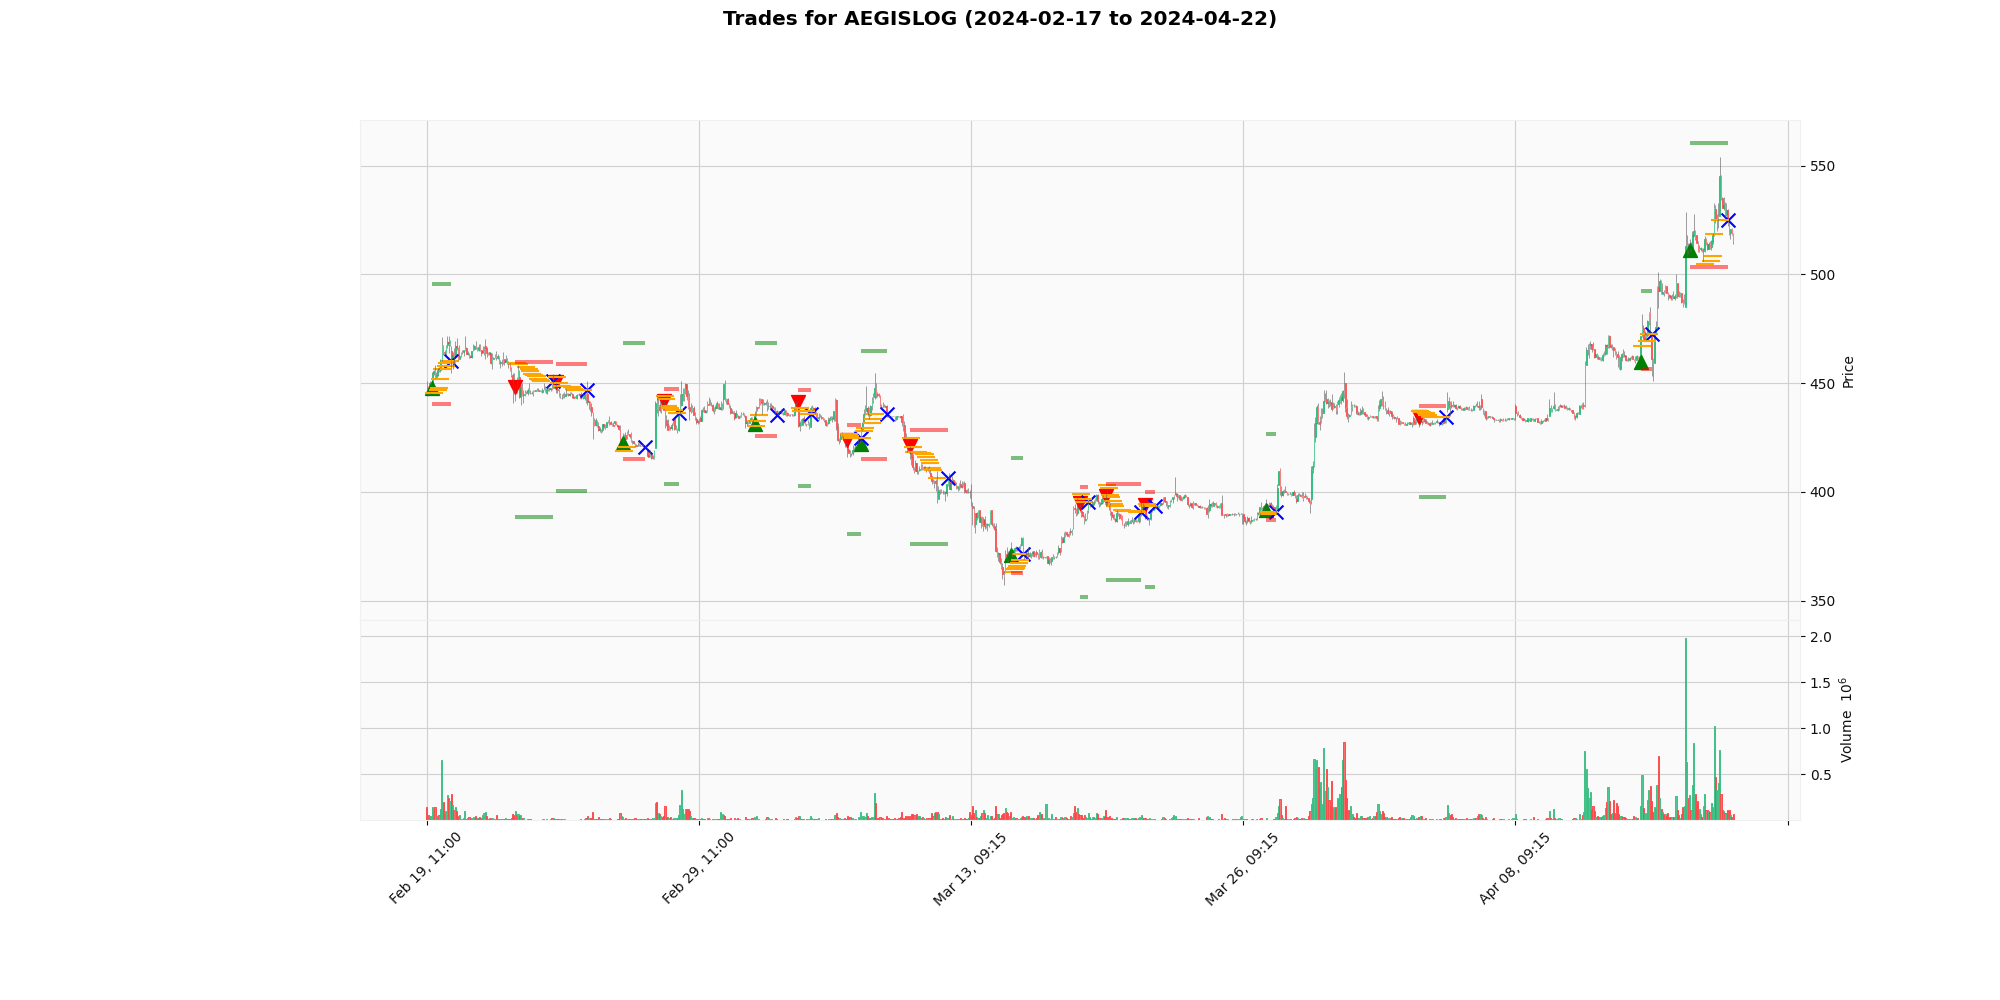 Trades for AEGISLOG (2024-02-17 to 2024-04-22)
550
500
450
400
350
Price
2.0
1.5
1.0
0.5
Volume 10⁶
Feb 19, 11:00
Feb 29, 11:00
Mar 13, 09:15
Mar 26, 09:15
Apr 08, 09:15